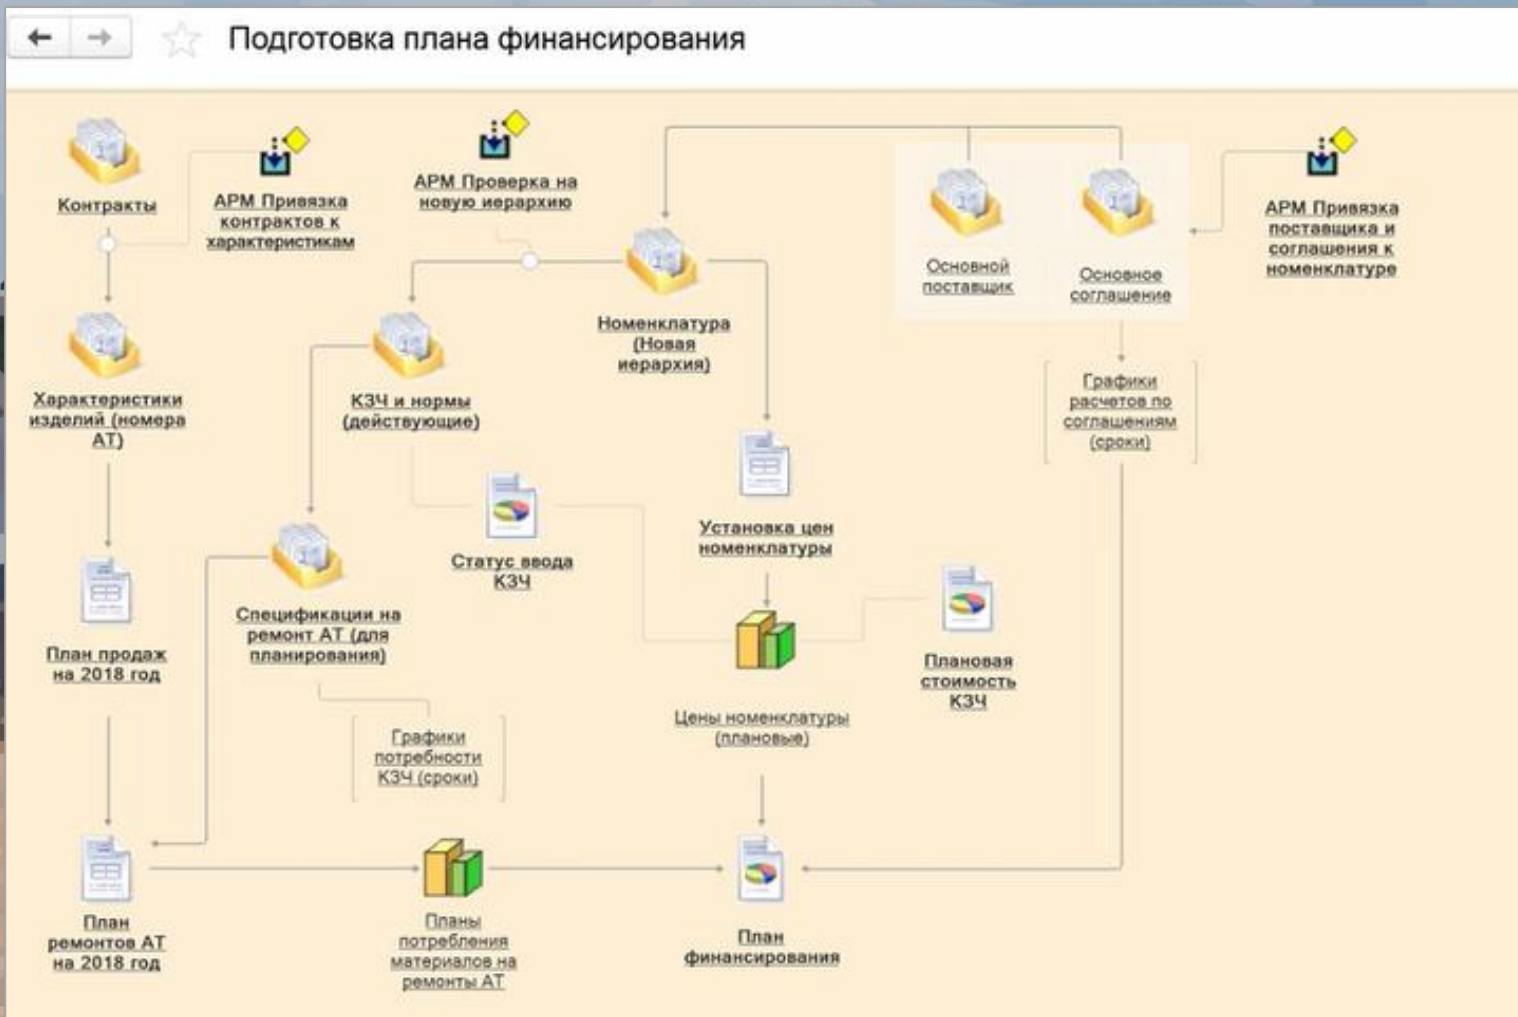 Подготовка плана финансирования
Контракты
АРМ Привязка
контрактов к
характеристикам
АРМ Проверка на
новую иерархию
Основной
поставщик
Основное
соглашение
АРМ Привязка
поставщика и
соглашения к
номенклатуре
Номенклатура
(Новая
иерархия)
Характеристики
изделий (номера
АТ)
КЗЧ и нормы
(действующие)
Графики
расчетов по
соглашениям
(сроки)
Статус ввода
КЗЧ
Установка цен
номенклатуры
Спецификации на
ремонт АТ (для
планирования)
План продаж
на 2018 год
Плановая
стоимость
КЗЧ
Графики
потребности
КЗЧ (сроки)
Цены номенклатуры
(плановые)
План
ремонтов АТ
на 2018 год
Планы
потребления
материалов на
ремонты АТ
План
финансирования